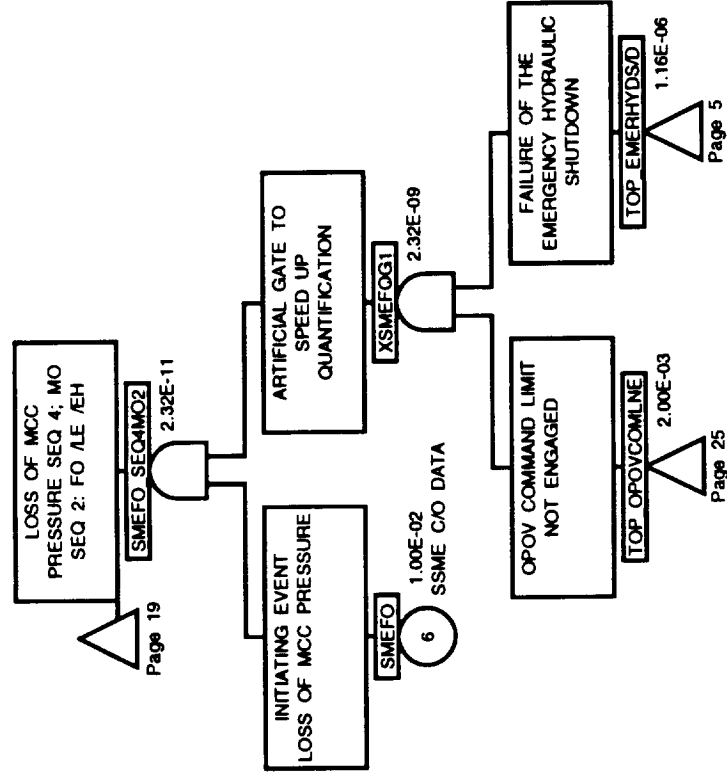 LOSS OF MCC
PRESSURE SEQ 4; MO
SEQ 2: FO /LE /EH
SMEFO_SEQ4MO2
2.32E-11
Page 19
INITIATING EVENT
LOSS OF MCC PRESSURE
SMEFO
6
1.00E-02
SSME C/O DATA
ARTIFICIAL GATE TO
SPEED UP
QUANTIFICATION
XSMEFOG1
2.32E-09
OPOV COMMAND LIMIT
NOT ENGAGED
TOP_OPOVCOMLNE
2.00E-03
Page 25
FAILURE OF THE
EMERGENCY HYDRAULIC
SHUTDOWN
TOP_EMERHYDS/D
1.16E-06
Page 5